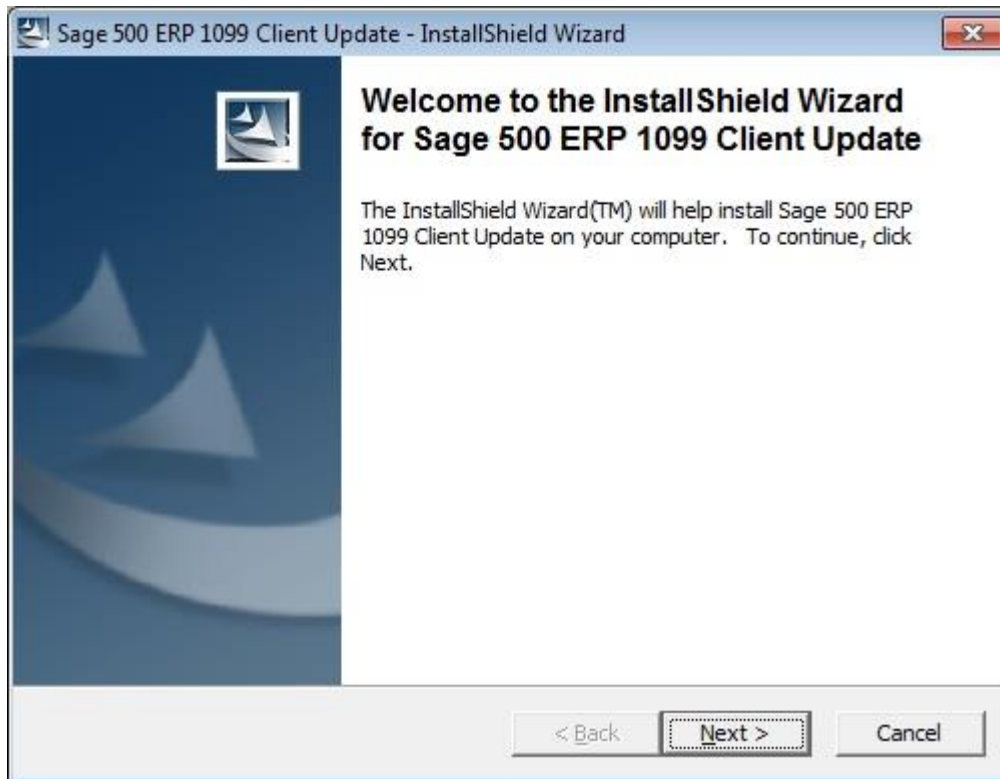 Sage 500 ERP 1099 Client Update - InstallShield Wizard
Welcome to the InstallShield Wizard
for Sage 500 ERP 1099 Client Update
The InstallShield Wizard(TM) will help install Sage 500 ERP
1099 Client Update on your computer.   To continue, click
Next.
< Back
Next >
Cancel